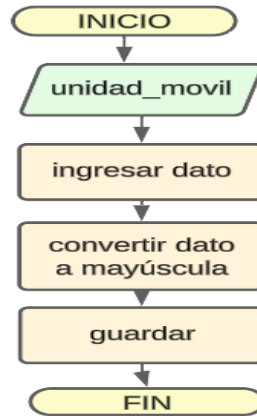 INICIO
unidad_movil
ingresar dato
convertir dato
a mayúscula
guardar
FIN